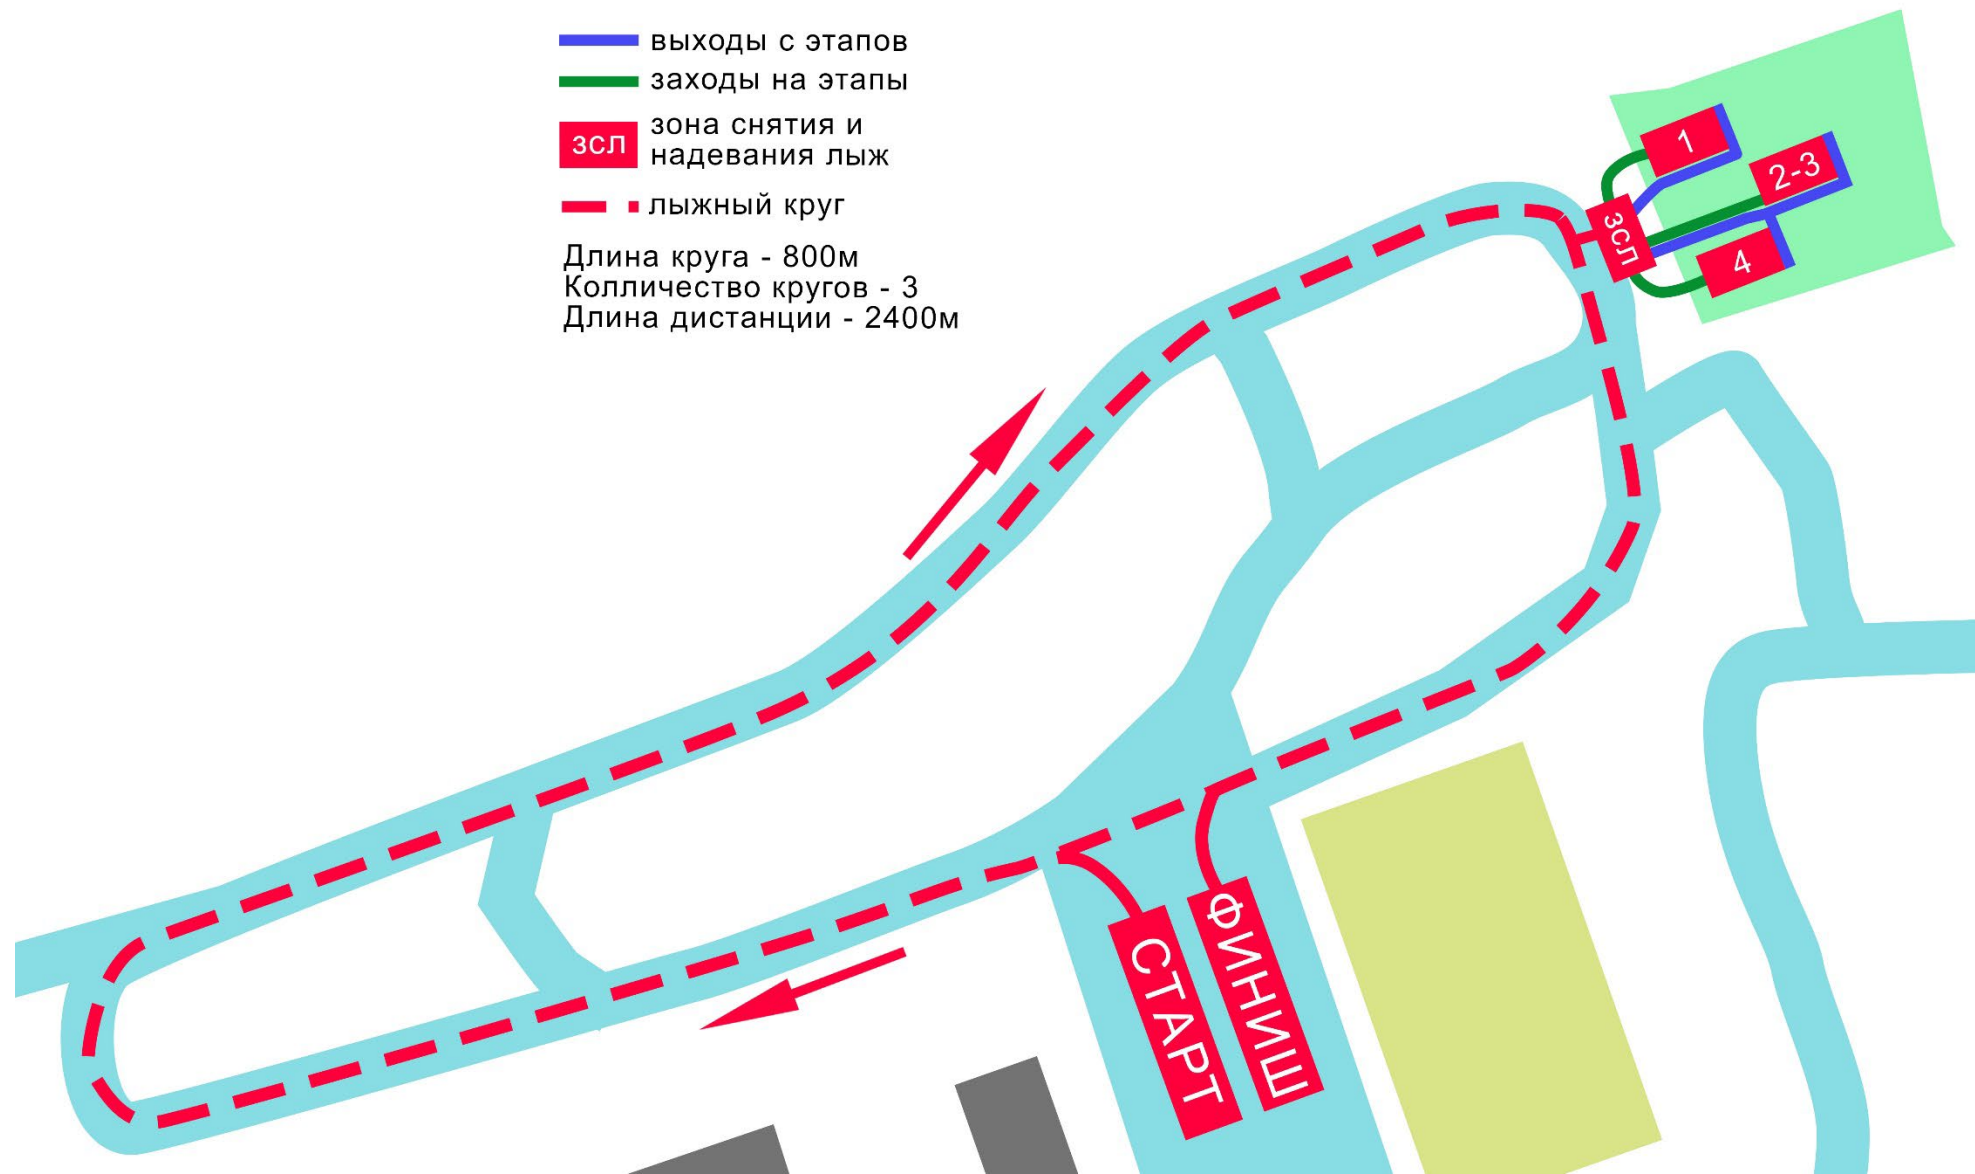 выходы с этапов
заходы на этапы
зсл
зона снятия и
надевания лыж
лыжный круг
Длина круга - 800м
Колличество кругов - 3
Длина дистанции - 2400м
1
2-3
зсл
4
ФИНИШ
СТАРТ